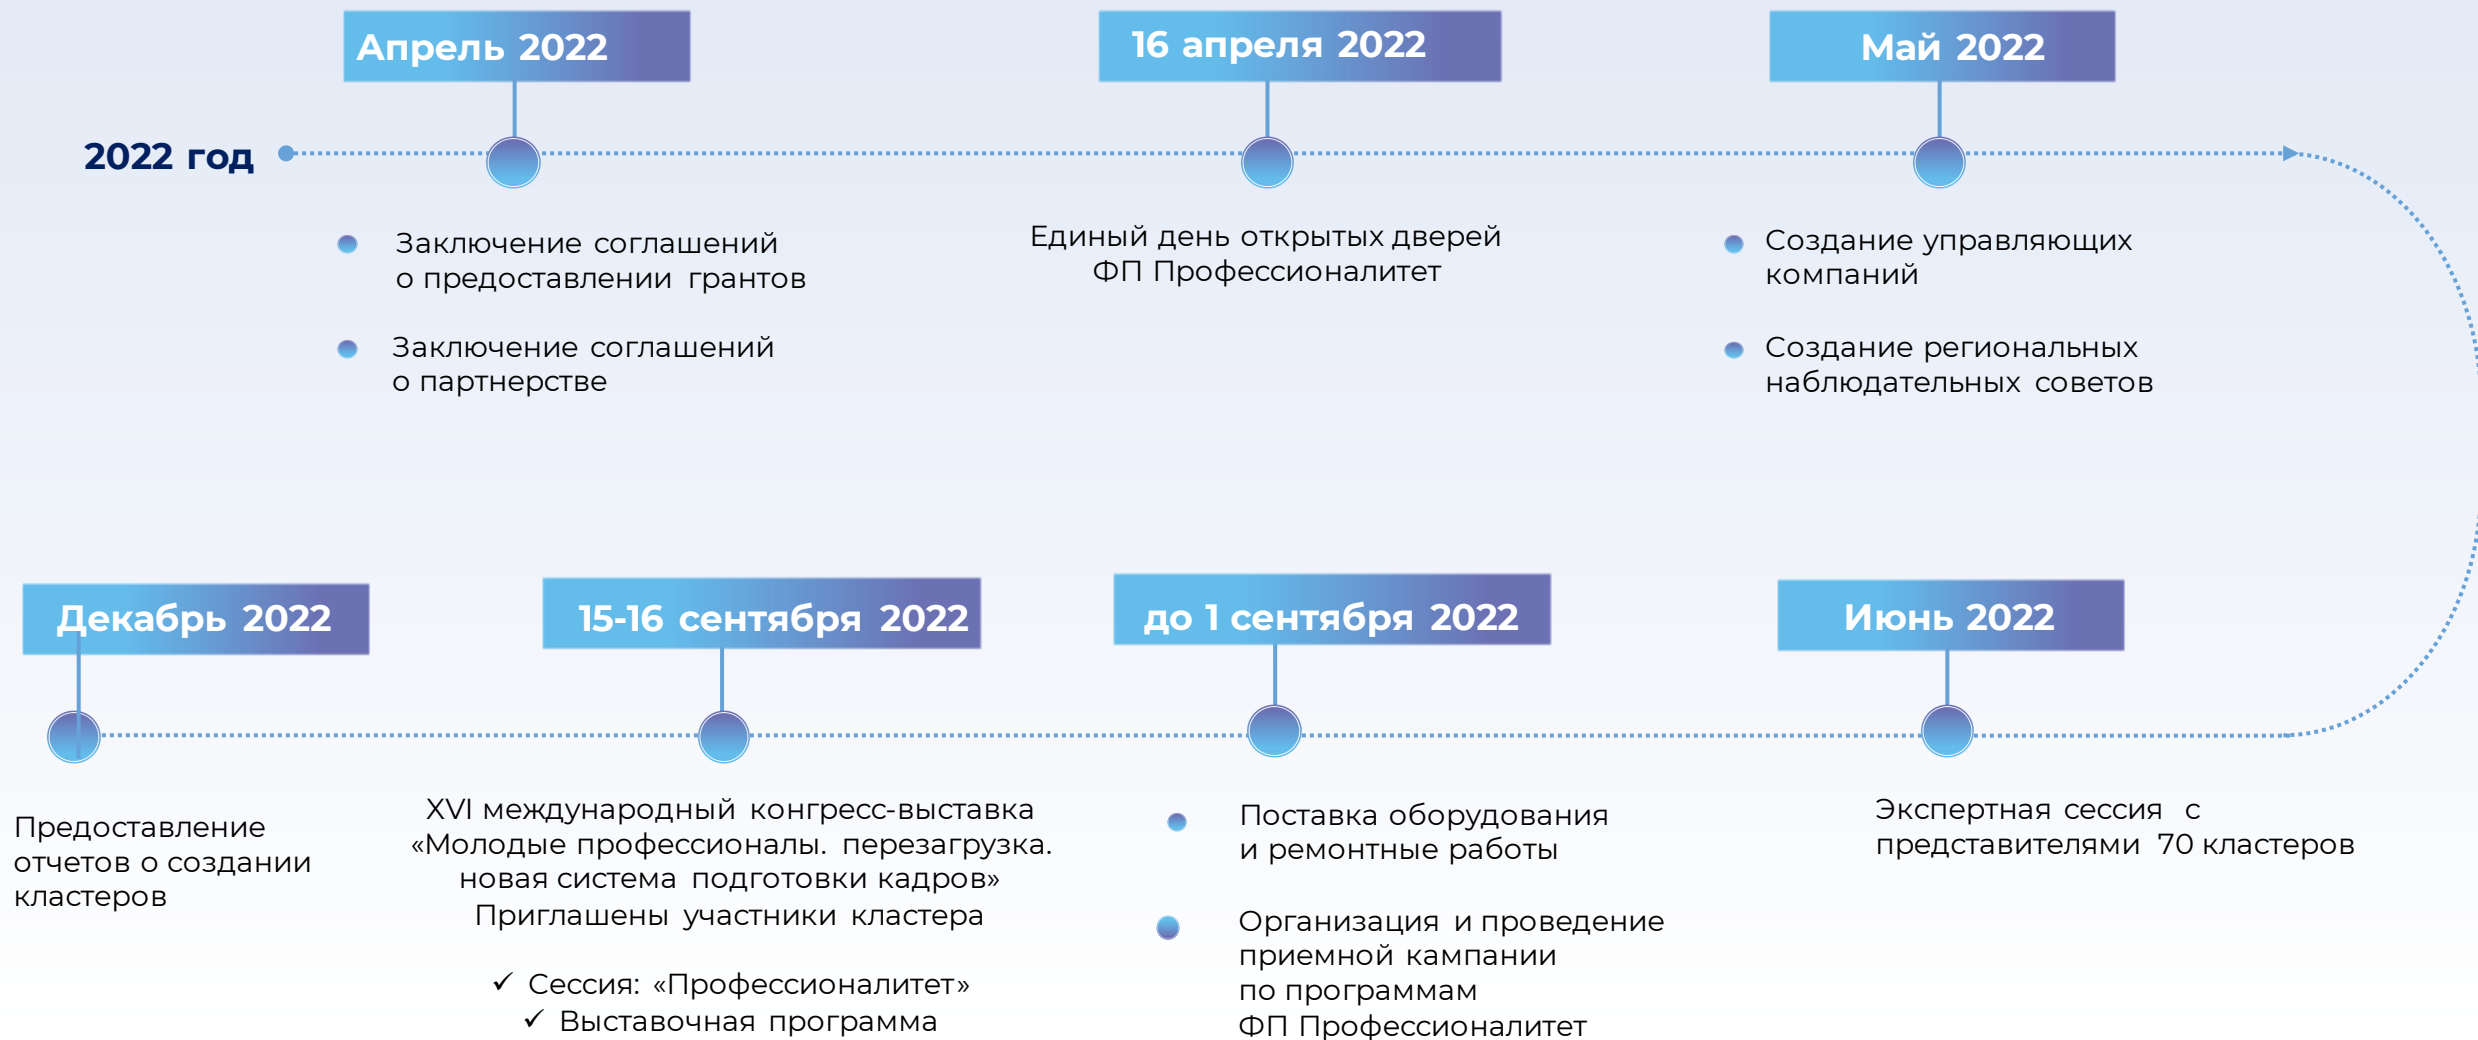 Апрель 2022
16 апреля 2022
Май 2022
2022 год
Заключение соглашений
о предоставлении грантов
Заключение соглашений
о партнерстве
Единый день открытых дверей
ФП Профессионалитет
Создание управляющих
компаний
Создание региональных
наблюдательных советов
Июнь 2022
Экспертная сессия с
представителями 70 кластеров
до 1 сентября 2022
Поставка оборудования
и ремонтные работы
Организация и проведение
приемной кампании
по программам
ФП Профессионалитет
15-16 сентября 2022
XVI международный конгресс-выставка
«Молодые профессионалы. перезагрузка.
новая система подготовки кадров»
Приглашены участники кластера
✓ Сессия: «Профессионалитет»
✓ Выставочная программа
Декабрь 2022
Предоставление
отчетов о создании
кластеров